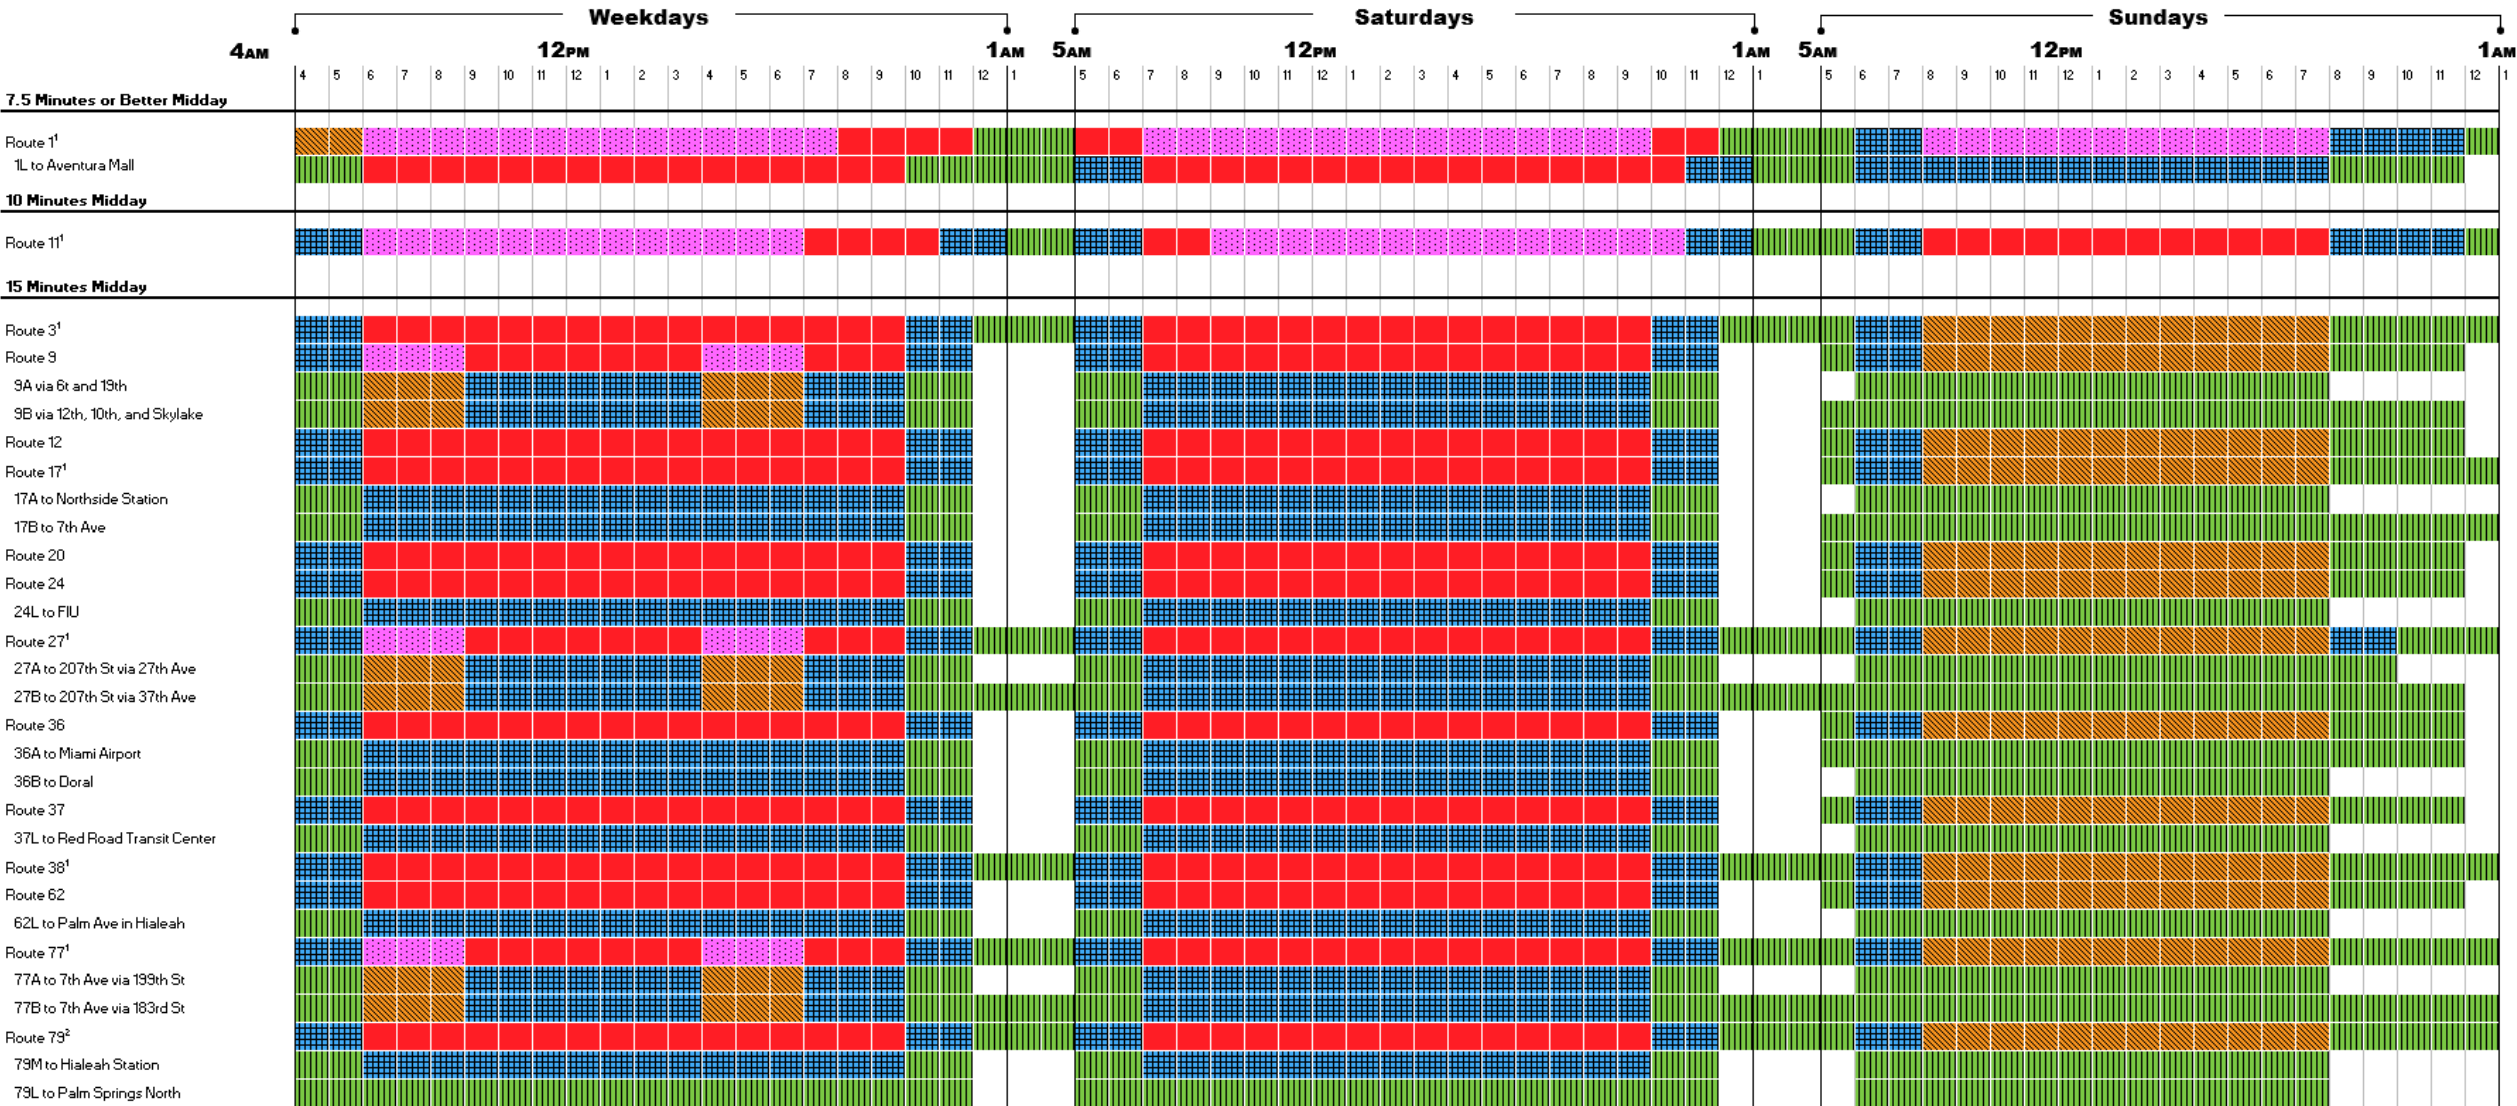 Weekdays Saturdays Sundays
4AM 12PM 1AM 5AM 12PM 1AM 5AM 12PM 1AM
4 5 6 7 8 9 10 11 12 1 2 3 4 5 6 7 8 9 10 11 12 1 5 6 7 8 9 10 11 12 1 2 3 4 5 6 7 8 9 10 11 12 1 5 6 7 8 9 10 11 12 1 2 3 4 5 6 7 8 9 10 11 12 1
7.5 Minutes or Better Midday
Route 1¹
1L to Aventura Mall
10 Minutes Midday
Route 11¹
15 Minutes Midday
Route 3¹
Route 9
9A via 6t and 19th
9B via 12th, 10th, and Skylake
Route 12
Route 17¹
17A to Northside Station
17B to 7th Ave
Route 20
Route 24
24L to FIU
Route 27¹
27A to 207th St via 27th Ave
27B to 207th St via 37th Ave
Route 36
36A to Miami Airport
36B to Doral
Route 37
37L to Red Road Transit Center
Route 38¹
Route 62
62L to Palm Ave in Hialeah
Route 77¹
77A to 7th Ave via 199th St
77B to 7th Ave via 183rd St
Route 79²
79M to Hialeah Station
79L to Palm Springs North